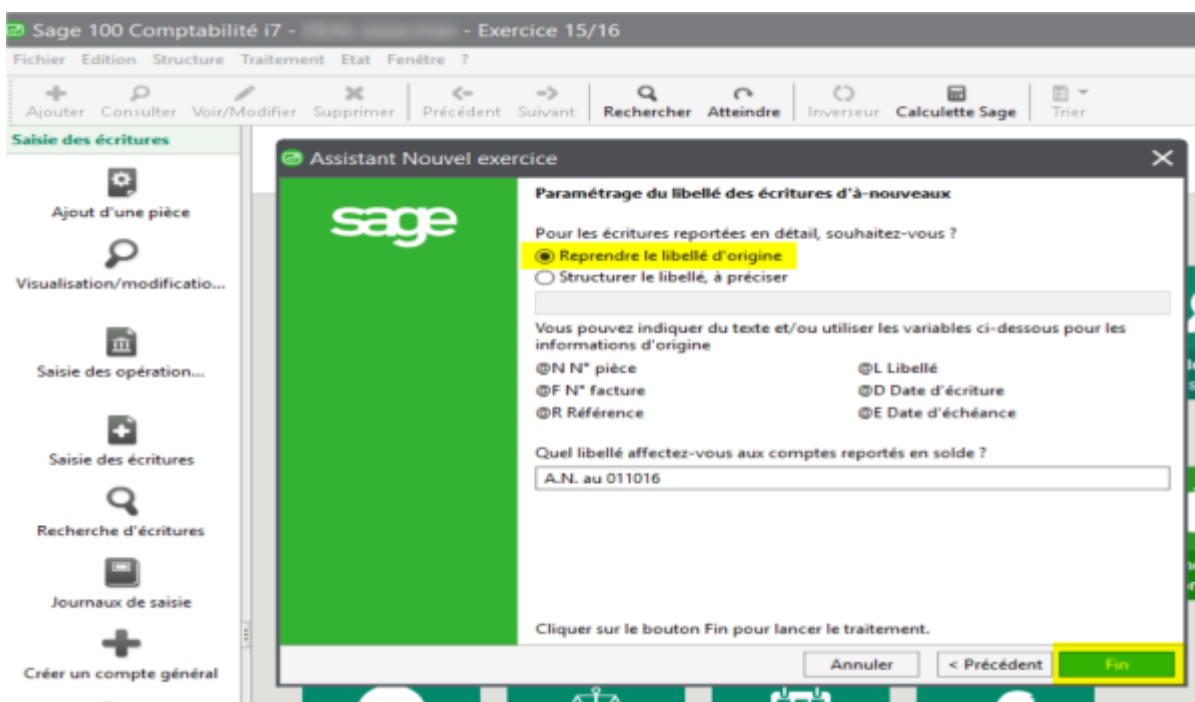 Sage 100 Comptabilité i7 - - Exercice 15/16
Fichier Edition Structure Traitement Etat Fenêtre ?
Ajouter Consulter Voir/Modifier Supprimer Précédent Suivant Rechercher Atteindre Inverseur Calculette Sage Trier
Saisie des écritures
Ajout d'une pièce
Visualisation/modificatio...
Saisie des opération...
Saisie des écritures
Recherche d'écritures
Journaux de saisie
Créer un compte général
Assistant Nouvel exercice
sage
Paramétrage du libellé des écritures d'à-nouveaux
Pour les écritures reportées en détail, souhaitez-vous ?
Reprendre le libellé d'origine
Structurer le libellé, à préciser
Vous pouvez indiquer du texte et/ou utiliser les variables ci-dessous pour les
informations d'origine
@N N° pièce @L Libellé
@F N° facture @D Date d'écriture
@R Référence @E Date d'échéance
Quel libellé affectez-vous aux comptes reportés en solde ?
A.N. au 011016
Cliquer sur le bouton Fin pour lancer le traitement.
Annuler < Précédent Fin